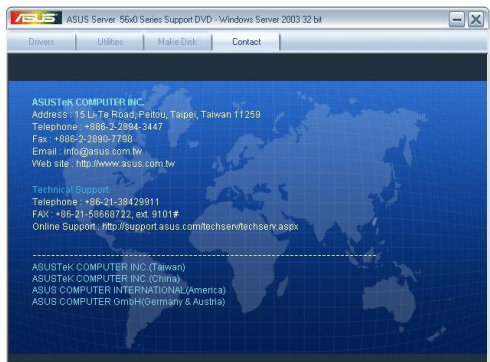 ASUS
ASUS Server 56x0 Series Support DVD - Windows Server 2003 32 bit
Drivers
Utilities
Make Disk
Contact
ASUSTeK COMPUTER INC.
Address : 15 Li-Te Road, Peitou, Taipei, Taiwan 11259
Telephone : +886-2-2894-3447
Fax : +886-2-2890-7798
Email : info@asus.com.tw
Web site : http://www.asus.com.tw
Technical Support
Telephone : +86-21-38429911
FAX : +86-21-58668722, ext. 9101#
Online Support : http://support.asus.com/techserv/techserv.aspx
ASUSTeK COMPUTER INC.(Taiwan)
ASUSTeK COMPUTER INC.(China)
ASUS COMPUTER INTERNATIONAL(America)
ASUS COMPUTER GmbH(Germany & Austria)